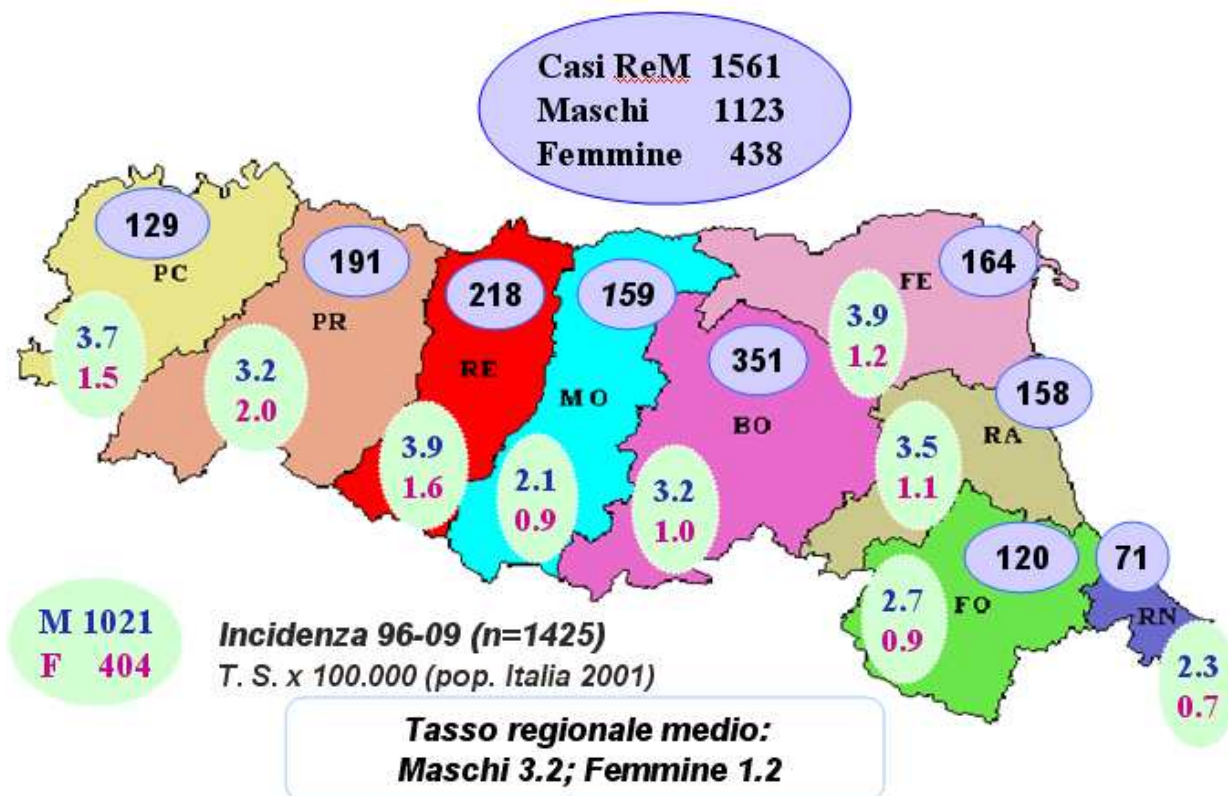 Casi ReM 1561
Maschi 1123
Femmine 438
129
PC
3.7
1.5
191
PR
3.2
2.0
218
RE
3.9
1.6
159
MO
2.1
0.9
351
BO
3.2
1.0
164
FE
3.9
1.2
158
RA
3.5
1.1
120
FO
2.7
0.9
71
RN
2.3
0.7
M 1021
F 404
Incidenza 96-09 (n=1425)
T. S. x 100.000 (pop. Italia 2001)
Tasso regionale medio:
Maschi 3.2; Femmine 1.2